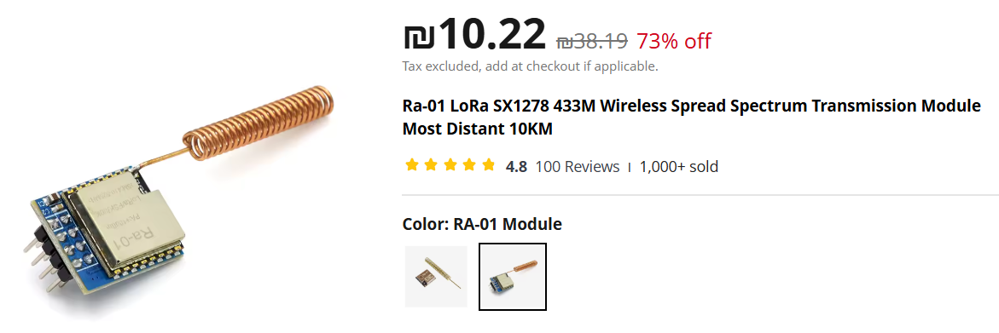 ₪10.22 ₪38.19 73% off
Tax excluded, add at checkout if applicable.
Ra-01 LoRa SX1278 433M Wireless Spread Spectrum Transmission Module
Most Distant 10KM
4.8 100 Reviews | 1,000+ sold
Color: RA-01 Module
Ra-01
C1
C2